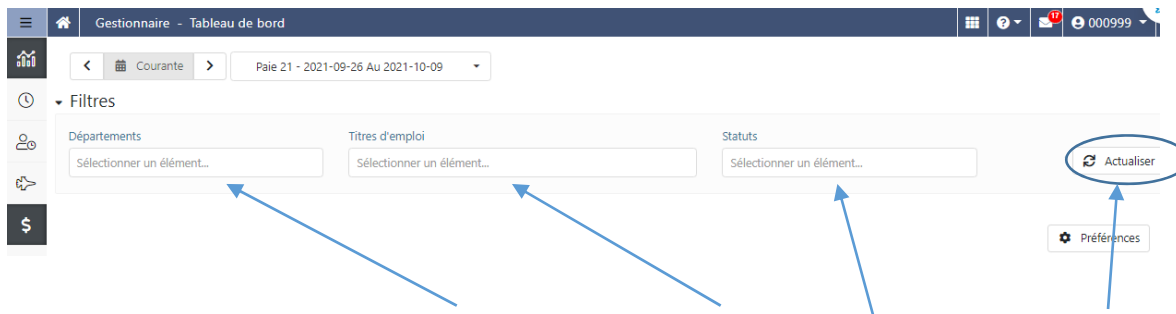 Gestionnaire - Tableau de bord
17
000999
Courante
Paie 21 - 2021-09-26 Au 2021-10-09
Filtres
Départements Titres d'emploi Statuts
Sélectionner un élément... Sélectionner un élément... Sélectionner un élément... Actualiser
Préférences